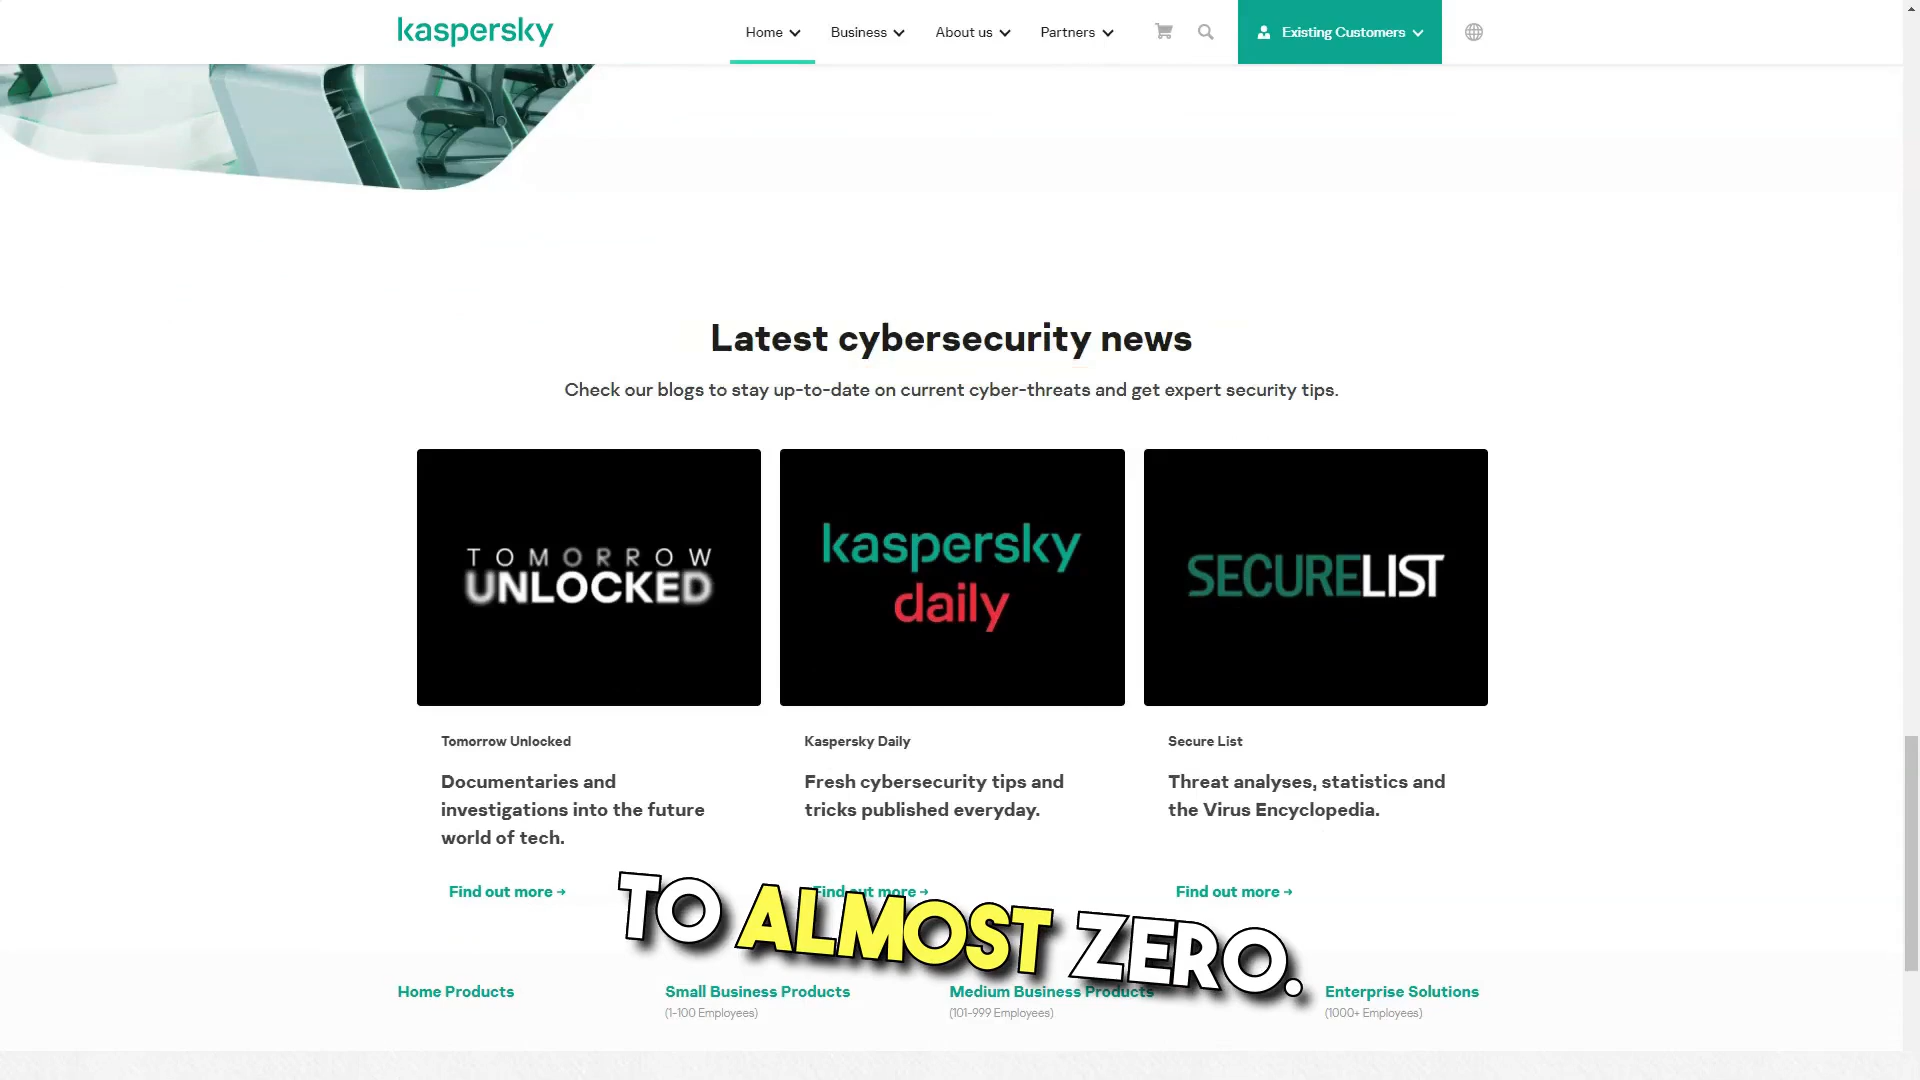 kaspersky
Home Business About us Partners Existing Customers
Latest cybersecurity news
Check our blogs to stay up-to-date on current cyber-threats and get expert security tips.
TOMORROW
UNLOCKED
kaspersky
daily
SECURELIST
Tomorrow Unlocked
Documentaries and
investigations into the future
world of tech.
Find out more →
Kaspersky Daily
Fresh cybersecurity tips and
tricks published everyday.
Find out more →
Secure List
Threat analyses, statistics and
the Virus Encyclopedia.
Find out more →
TO ALMOST ZERO.
Home Products
Small Business Products
(1-100 Employees)
Medium Business Products
(101-999 Employees)
Enterprise Solutions
(1000+ Employees)